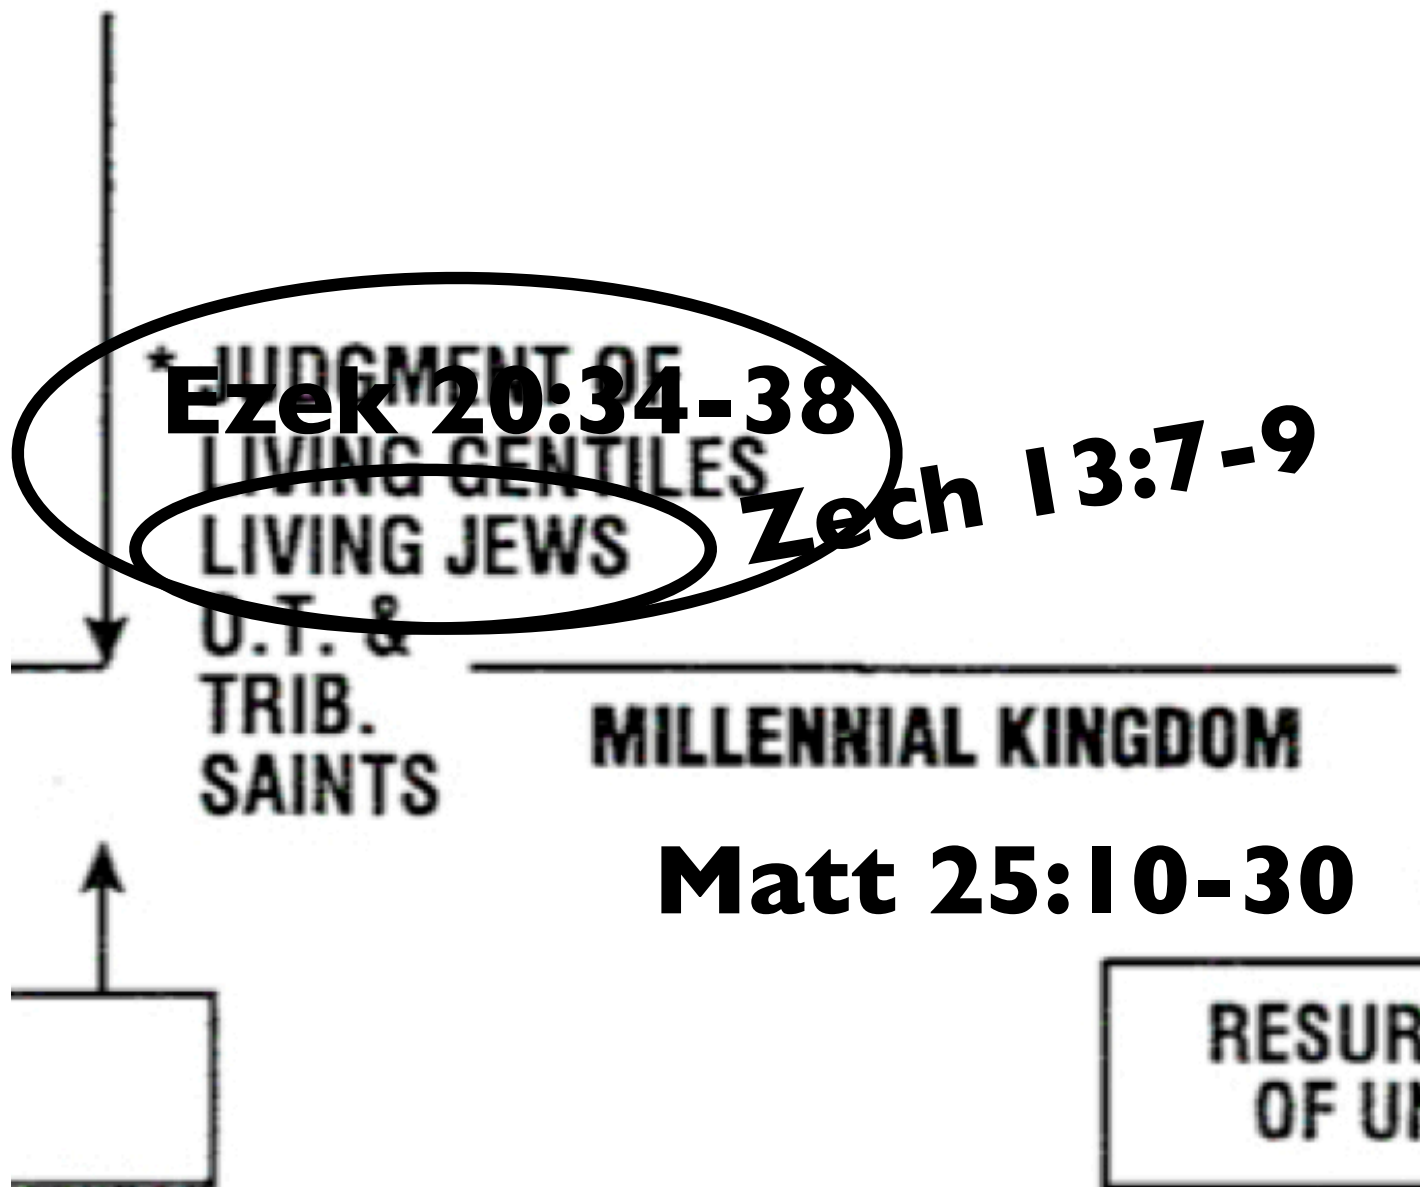 * JUDGMENT OF
Ezek 20:34-38
LIVING GENTILES
Zech 13:7-9
LIVING JEWS
O.T. &
TRIB.
SAINTS
MILLENNIAL KINGDOM
Matt 25:10-30
RESUR
OF UN